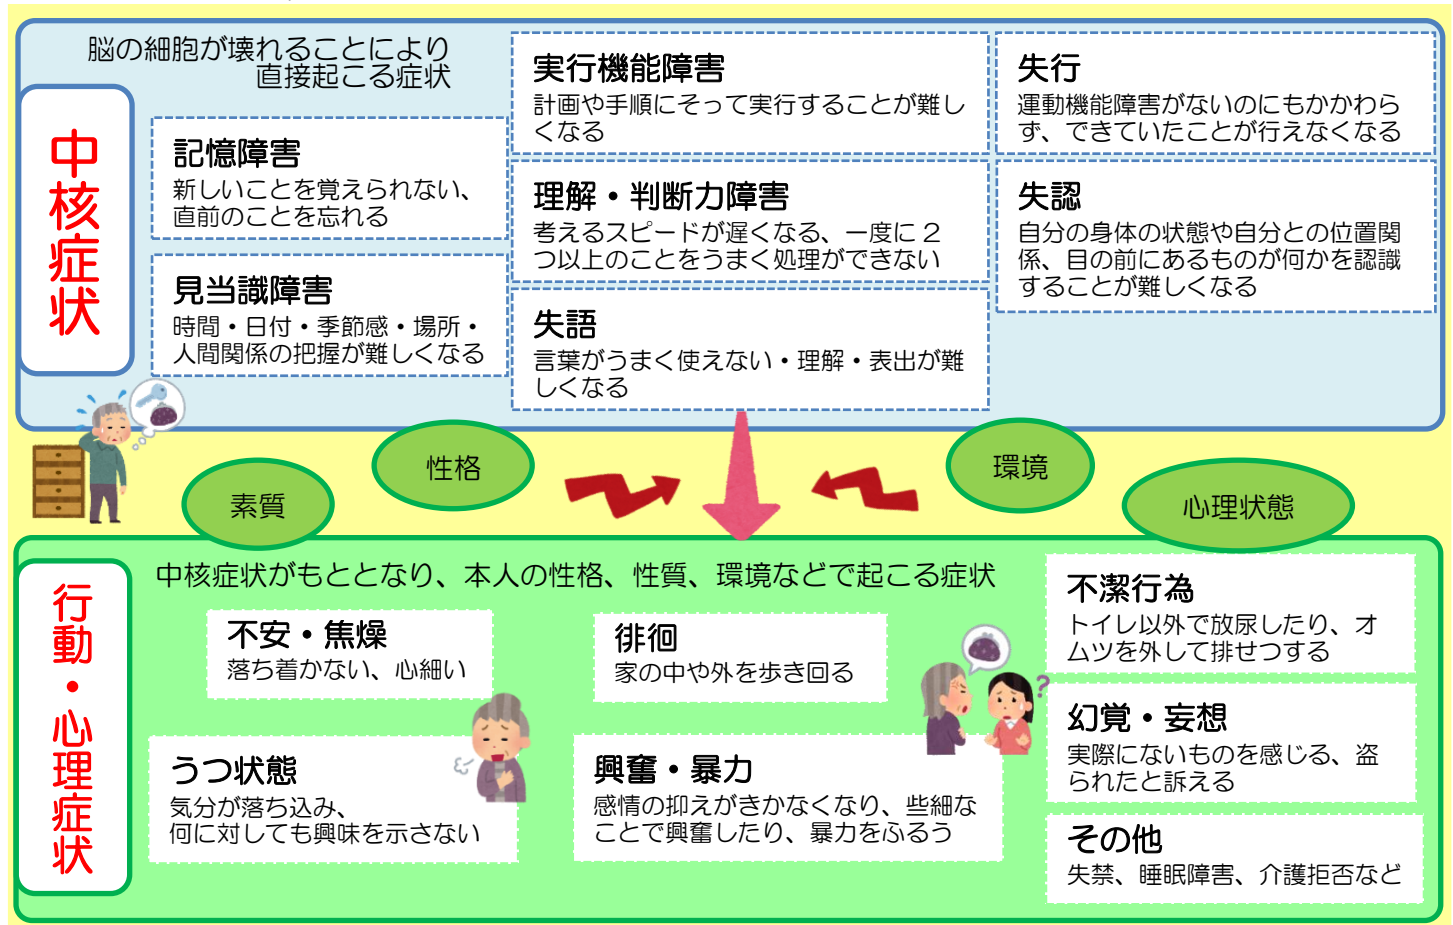 脳の細胞が壊れることにより
直接起こる症状
中核症状
記憶障害
新しいことを覚えられない、
直前のことを忘れる
見当識障害
時間・日付・季節感・場所・
人間関係の把握が難しくなる
実行機能障害
計画や手順にそって実行することが難し
くなる
理解・判断力障害
考えるスピードが遅くなる、一度に２
つ以上のことをうまく処理ができない
失語
言葉がうまく使えない・理解・表出が難
しくなる
失行
運動機能障害がないのにもかかわら
ず、できていたことが行えなくなる
失認
自分の身体の状態や自分との位置関
係、目の前にあるものが何かを認識
することが難しくなる
素質
性格
環境
心理状態
行動・心理症状
中核症状がもととなり、本人の性格、性質、環境などで起こる症状
不安・焦燥
落ち着かない、心細い
うつ状態
気分が落ち込み、
何に対しても興味を示さない
徘徊
家の中や外を歩き回る
興奮・暴力
感情の抑えがきかなくなり、些細な
ことで興奮したり、暴力をふるう
?
不潔行為
トイレ以外で放尿したり、オ
ムツを外して排せつする
幻覚・妄想
実際にないものを感じる、盗
られたと訴える
その他
失禁、睡眠障害、介護拒否など